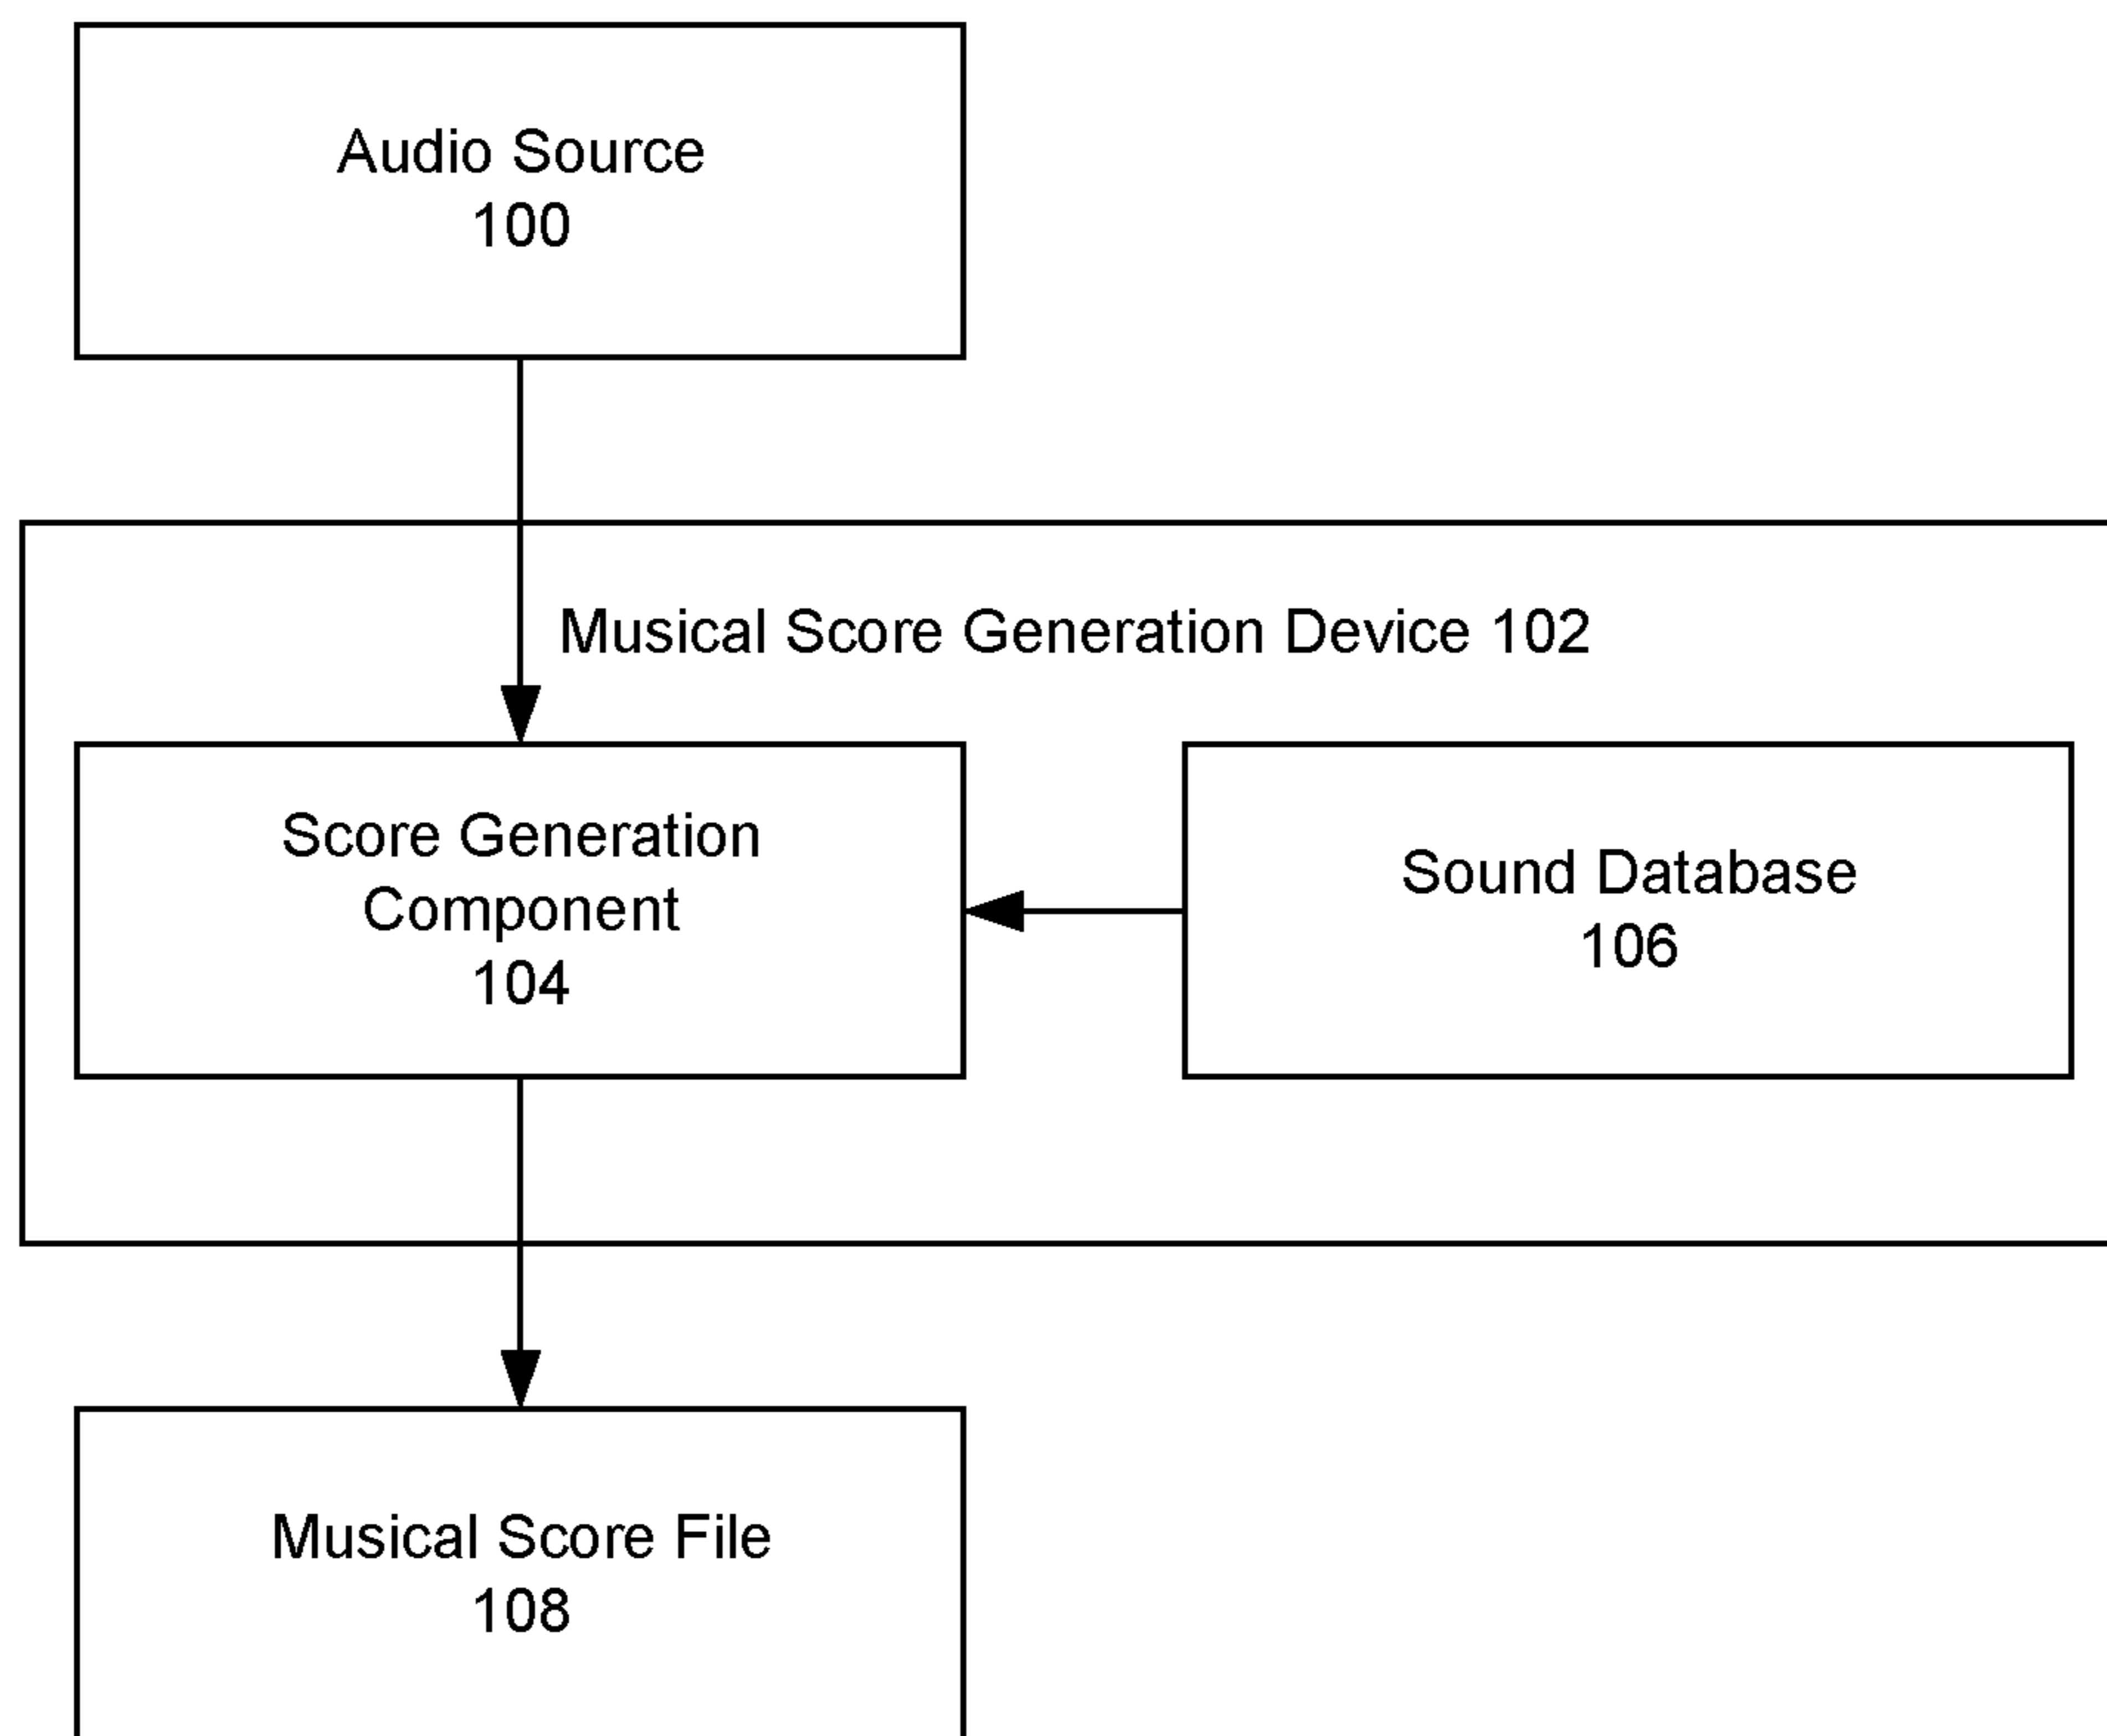 Audio Source
100
Musical Score Generation Device 102
Score Generation
Component
104
Sound Database
106
Musical Score File
108